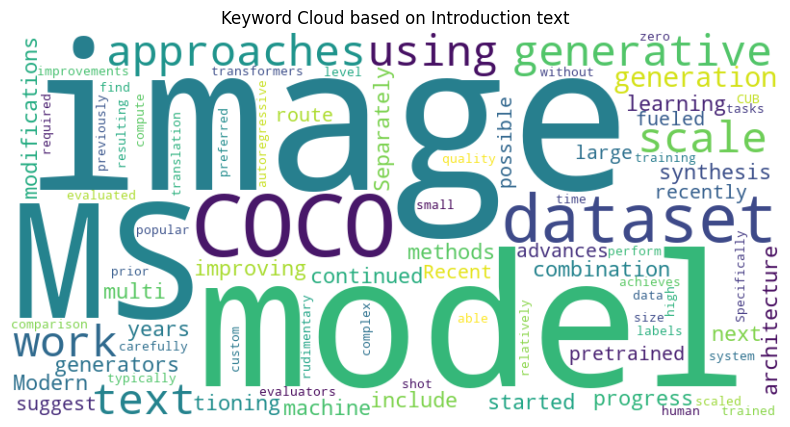 Keyword Cloud based on Introduction text
zero
approaches
using
generative
improvements
transformers
level
without
modifications
find
image
generation
required
previously
resulting
compute
translation
preferred
autoregressive
route
Separately
quality
possible
learning
CUB
fueled
tasks
scale
large
training
synthesis
recently
evaluated
MS
popular
COCO
small
time
dataset
prior
improving
continued
methods
Recent
advances
combination
Specifically
perform
achieves
data
high
architecture
multi
model
comparison
work
years
carefully
custom
rudimentary
complex
able
relatively
size
labels
next
generators
Modern
typically
pretrained
system
suggest
text
tioning
evaluators
machine
shot
include
started
progress
human
scaled
trained